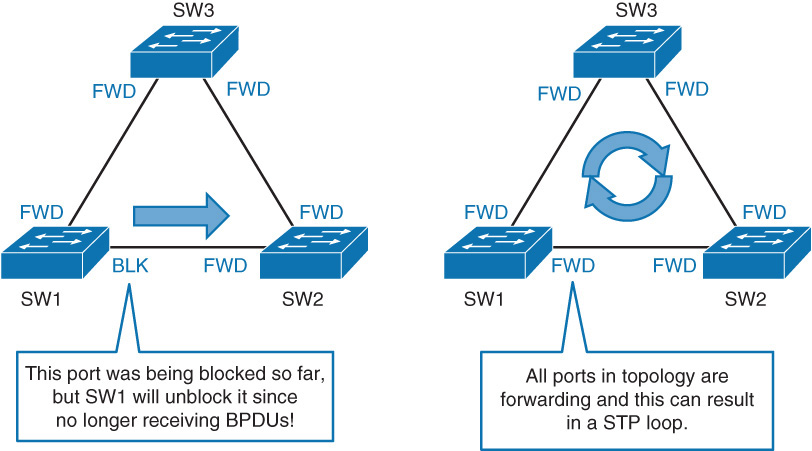 SW3
FWD FWD
FWD FWD
BLK FWD
SW1 SW2
This port was being blocked so far,
but SW1 will unblock it since
no longer receiving BPDUs!
SW3
FWD FWD
FWD FWD
FWD FWD
SW1 SW2
All ports in topology are
forwarding and this can result
in a STP loop.